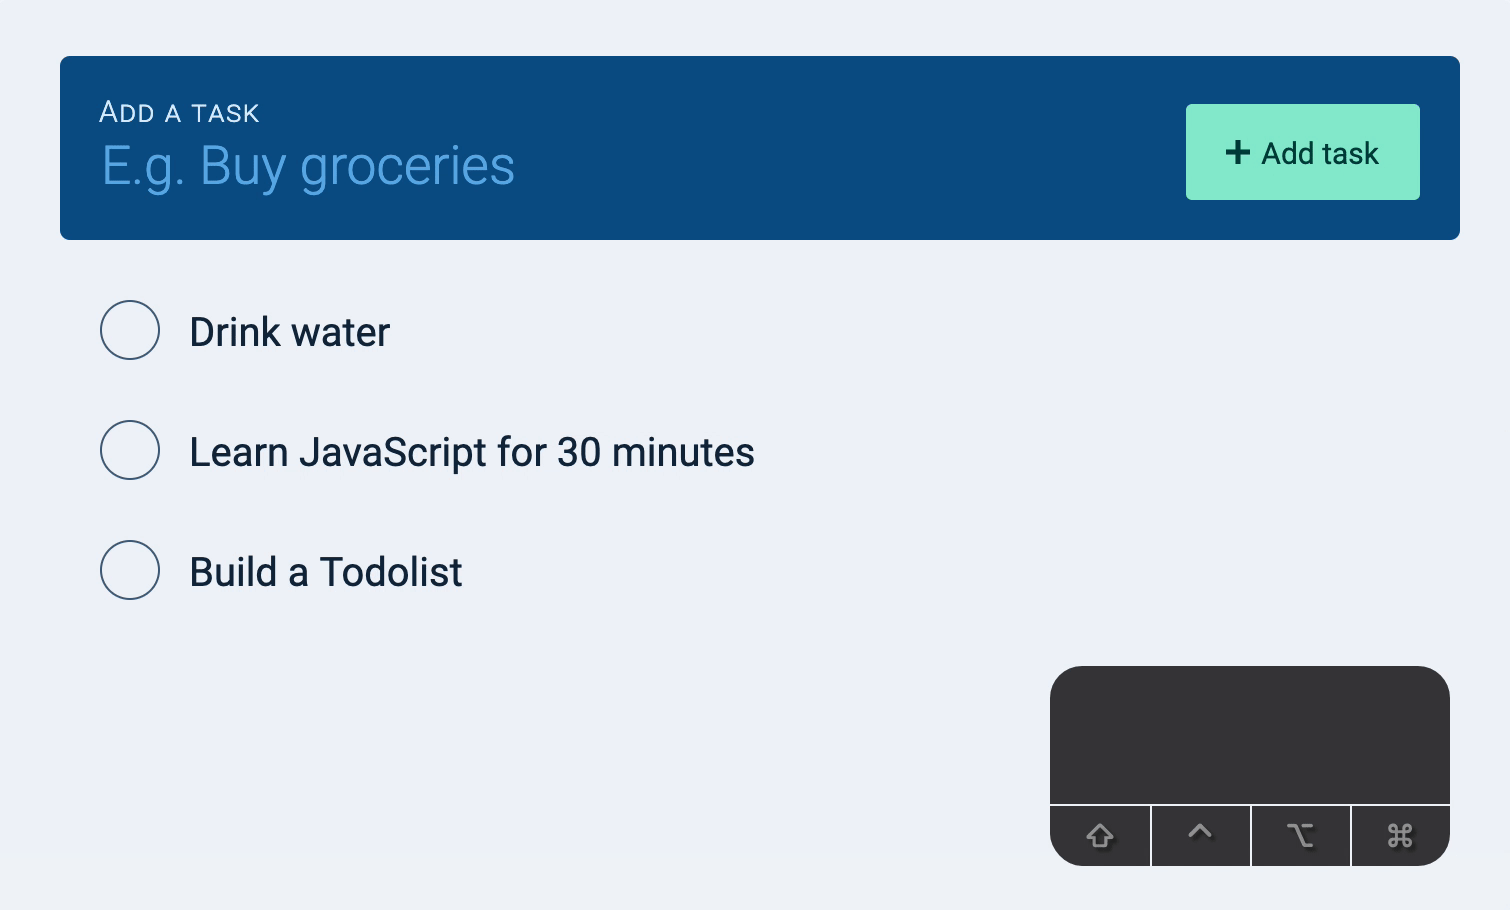 Add a task
E.g. Buy groceries
+ Add task
Drink water
Learn JavaScript for 30 minutes
Build a Todolist
⇧ ^ ⌥ ⌘